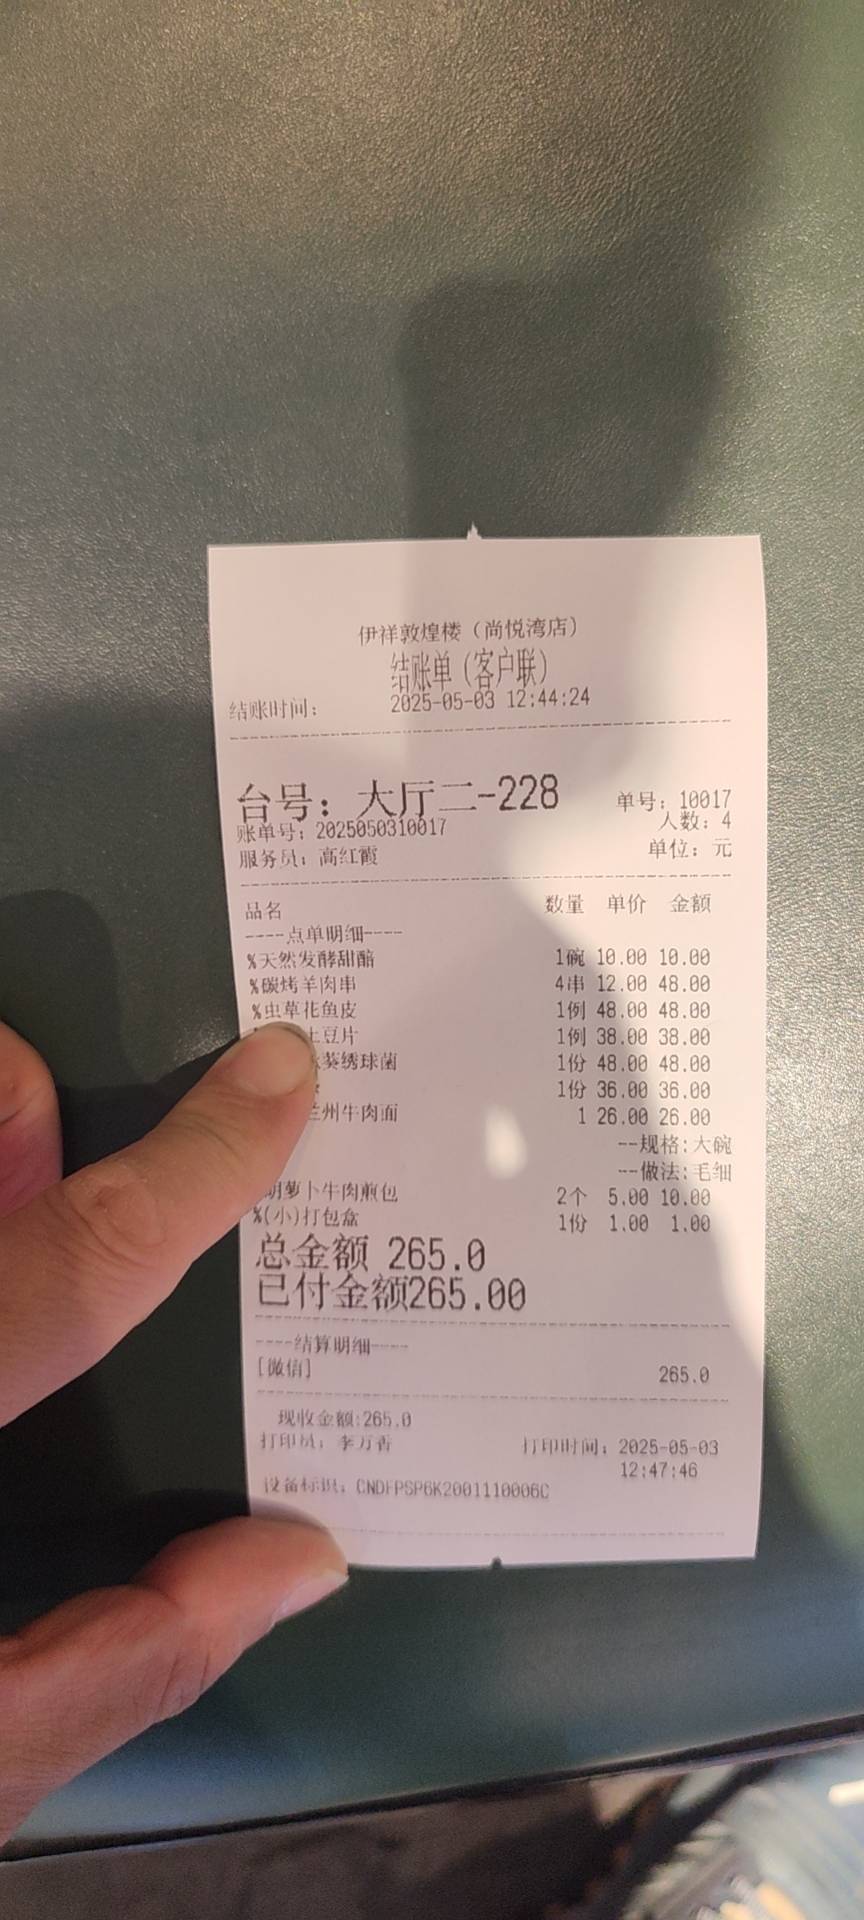 伊祥敦煌楼（尚悦湾店）
结账单（客户联）
结账时间： 2025-05-03 12:44:24
台号：大厅二-228 单号：10017
账单号：2025050310017 人数：4
服务员：高红霞 单位：元
品名 数量 单价 金额
----点单明细----
%天然发酵甜醅 1碗 10.00 10.00
%碳烤羊肉串 4串 12.00 48.00
%虫草花鱼皮 1例 48.00 48.00
土豆片 1例 38.00 38.00
葵绣球菌 1份 48.00 48.00
1份 36.00 36.00
兰州牛肉面 1 26.00 26.00
--规格:大碗
--做法:毛细
胡萝卜牛肉煎包 2个 5.00 10.00
%(小)打包盒 1份 1.00 1.00
总金额 265.0
已付金额265.00
----结算明细----
[微信] 265.0
现收金额:265.0
打印员：李万香 打印时间：2025-05-03
12:47:46
设备标识：CNDFPSP6K2001110006C